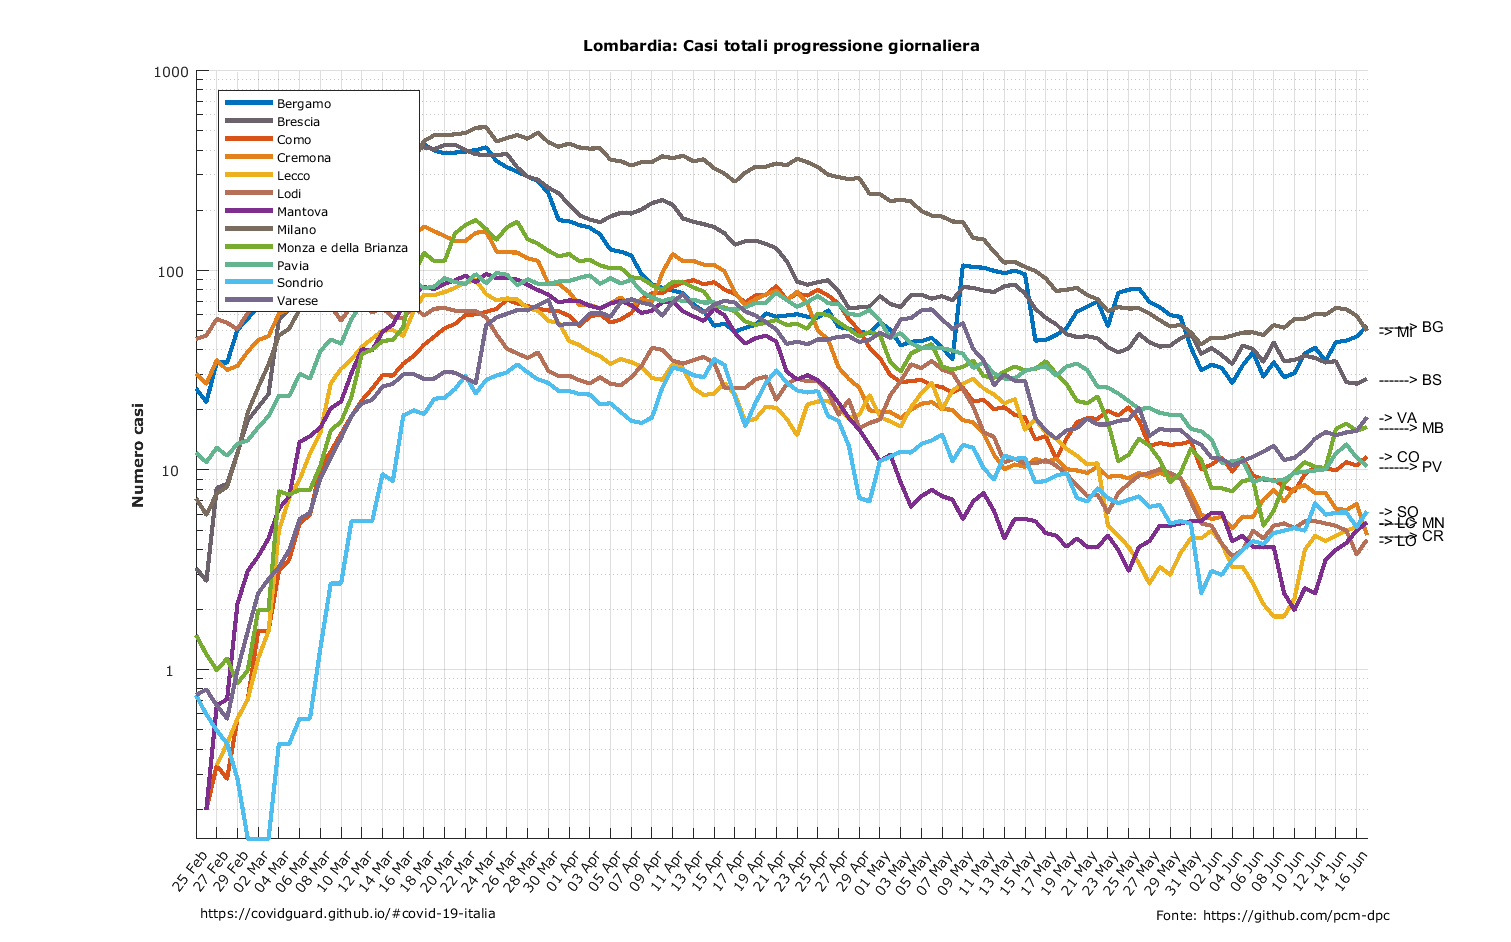 Lombardia: Casi totali progressione giornaliera
1000
100
10
1
Numero casi
Bergamo
Brescia
Como
Cremona
Lecco
Lodi
Mantova
Milano
Monza e della Brianza
Pavia
Sondrio
Varese
------> BG
-> MI
------> BS
-> VA
------> MB
-> CO
------> PV
-> SO
-> LC
------> MN
------> CR
-> LO
25 Feb
27 Feb
29 Feb
02 Mar
04 Mar
06 Mar
08 Mar
10 Mar
12 Mar
14 Mar
16 Mar
18 Mar
20 Mar
22 Mar
24 Mar
26 Mar
28 Mar
30 Mar
01 Apr
03 Apr
05 Apr
07 Apr
09 Apr
11 Apr
13 Apr
15 Apr
17 Apr
19 Apr
21 Apr
23 Apr
25 Apr
27 Apr
29 Apr
01 May
03 May
05 May
07 May
09 May
11 May
13 May
15 May
17 May
19 May
21 May
23 May
25 May
27 May
29 May
31 May
02 Jun
04 Jun
06 Jun
08 Jun
10 Jun
12 Jun
14 Jun
16 Jun
https://covidguard.github.io/#covid-19-italia
Fonte: https://github.com/pcm-dpc